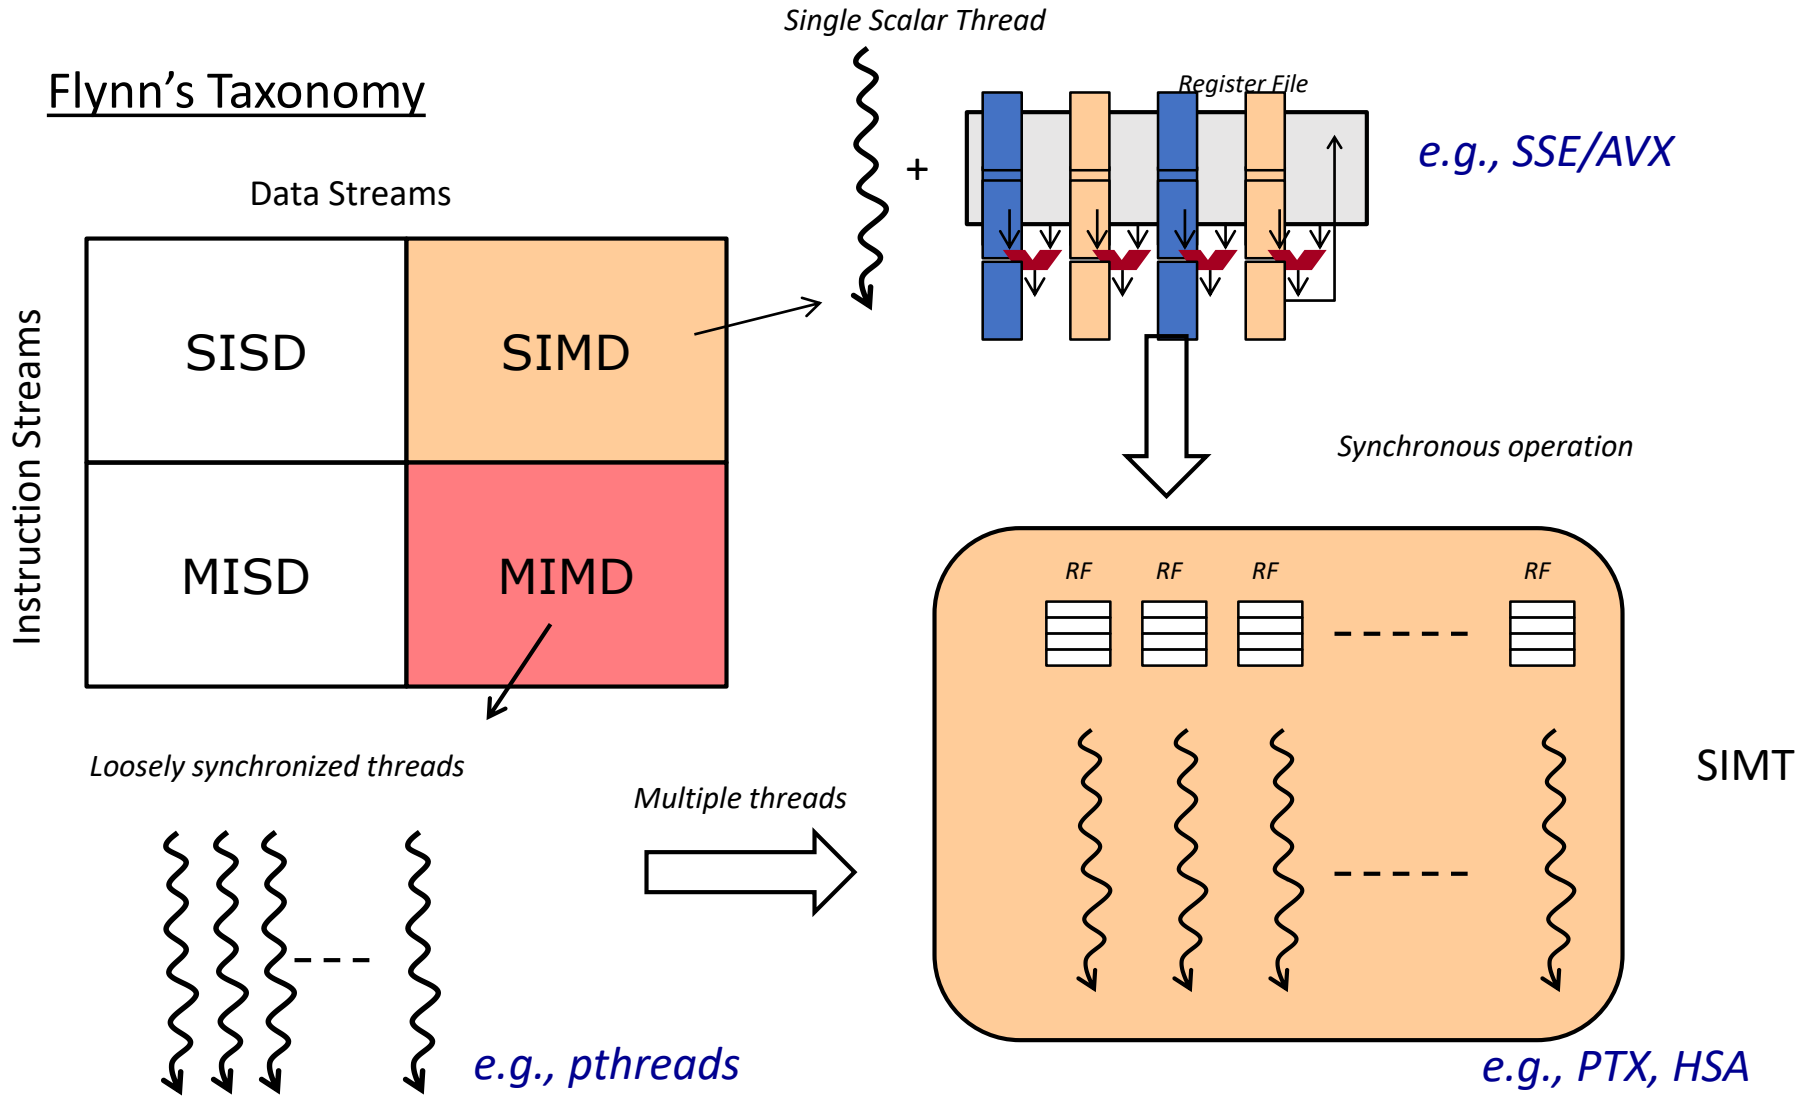 Single Scalar Thread
Flynn’s Taxonomy
Register File
+
e.g., SSE/AVX
Data Streams
Instruction Streams
SISD
SIMD
MISD
MIMD
Synchronous operation
RF
RF
RF
RF
SIMT
Loosely synchronized threads
Multiple threads
e.g., pthreads
e.g., PTX, HSA